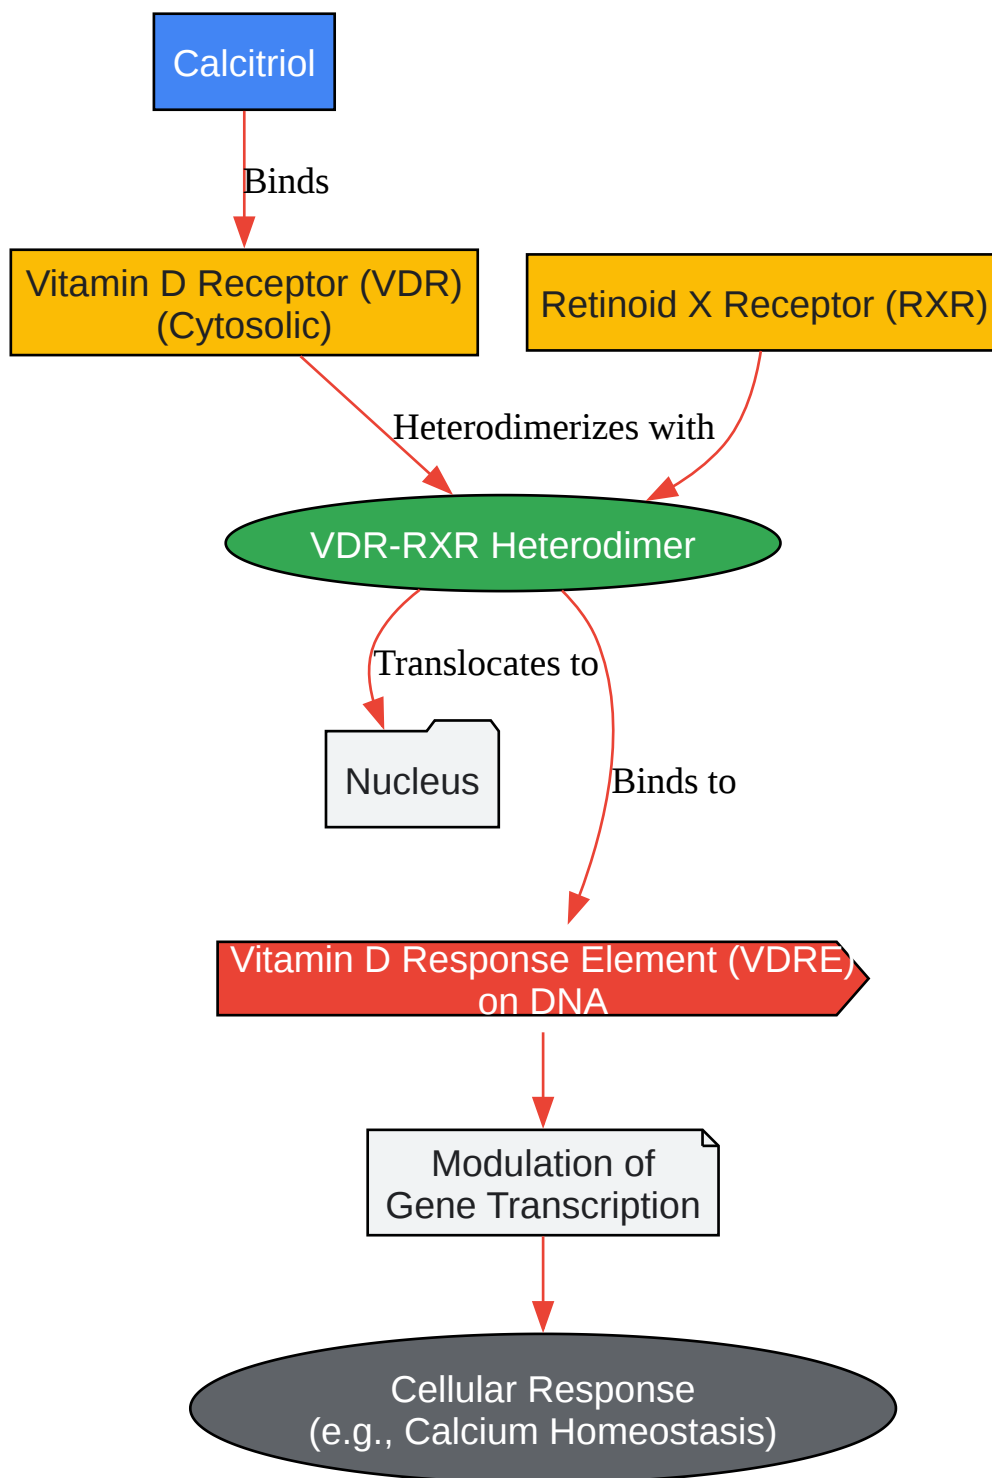 Calcitriol
Binds
Vitamin D Receptor (VDR)
(Cytosolic)
Retinoid X Receptor (RXR)
Heterodimerizes with
VDR-RXR Heterodimer
Translocates to
Nucleus
Binds to
Vitamin D Response Element (VDRE)
on DNA
Modulation of
Gene Transcription
Cellular Response
(e.g., Calcium Homeostasis)